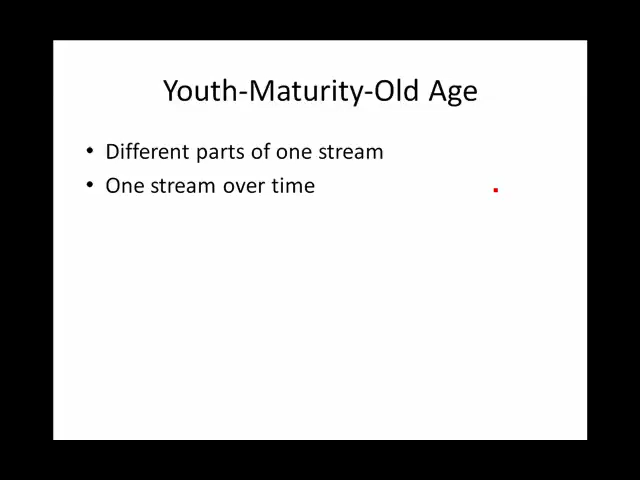 Youth-Maturity-Old Age
• Different parts of one stream
• One stream over time